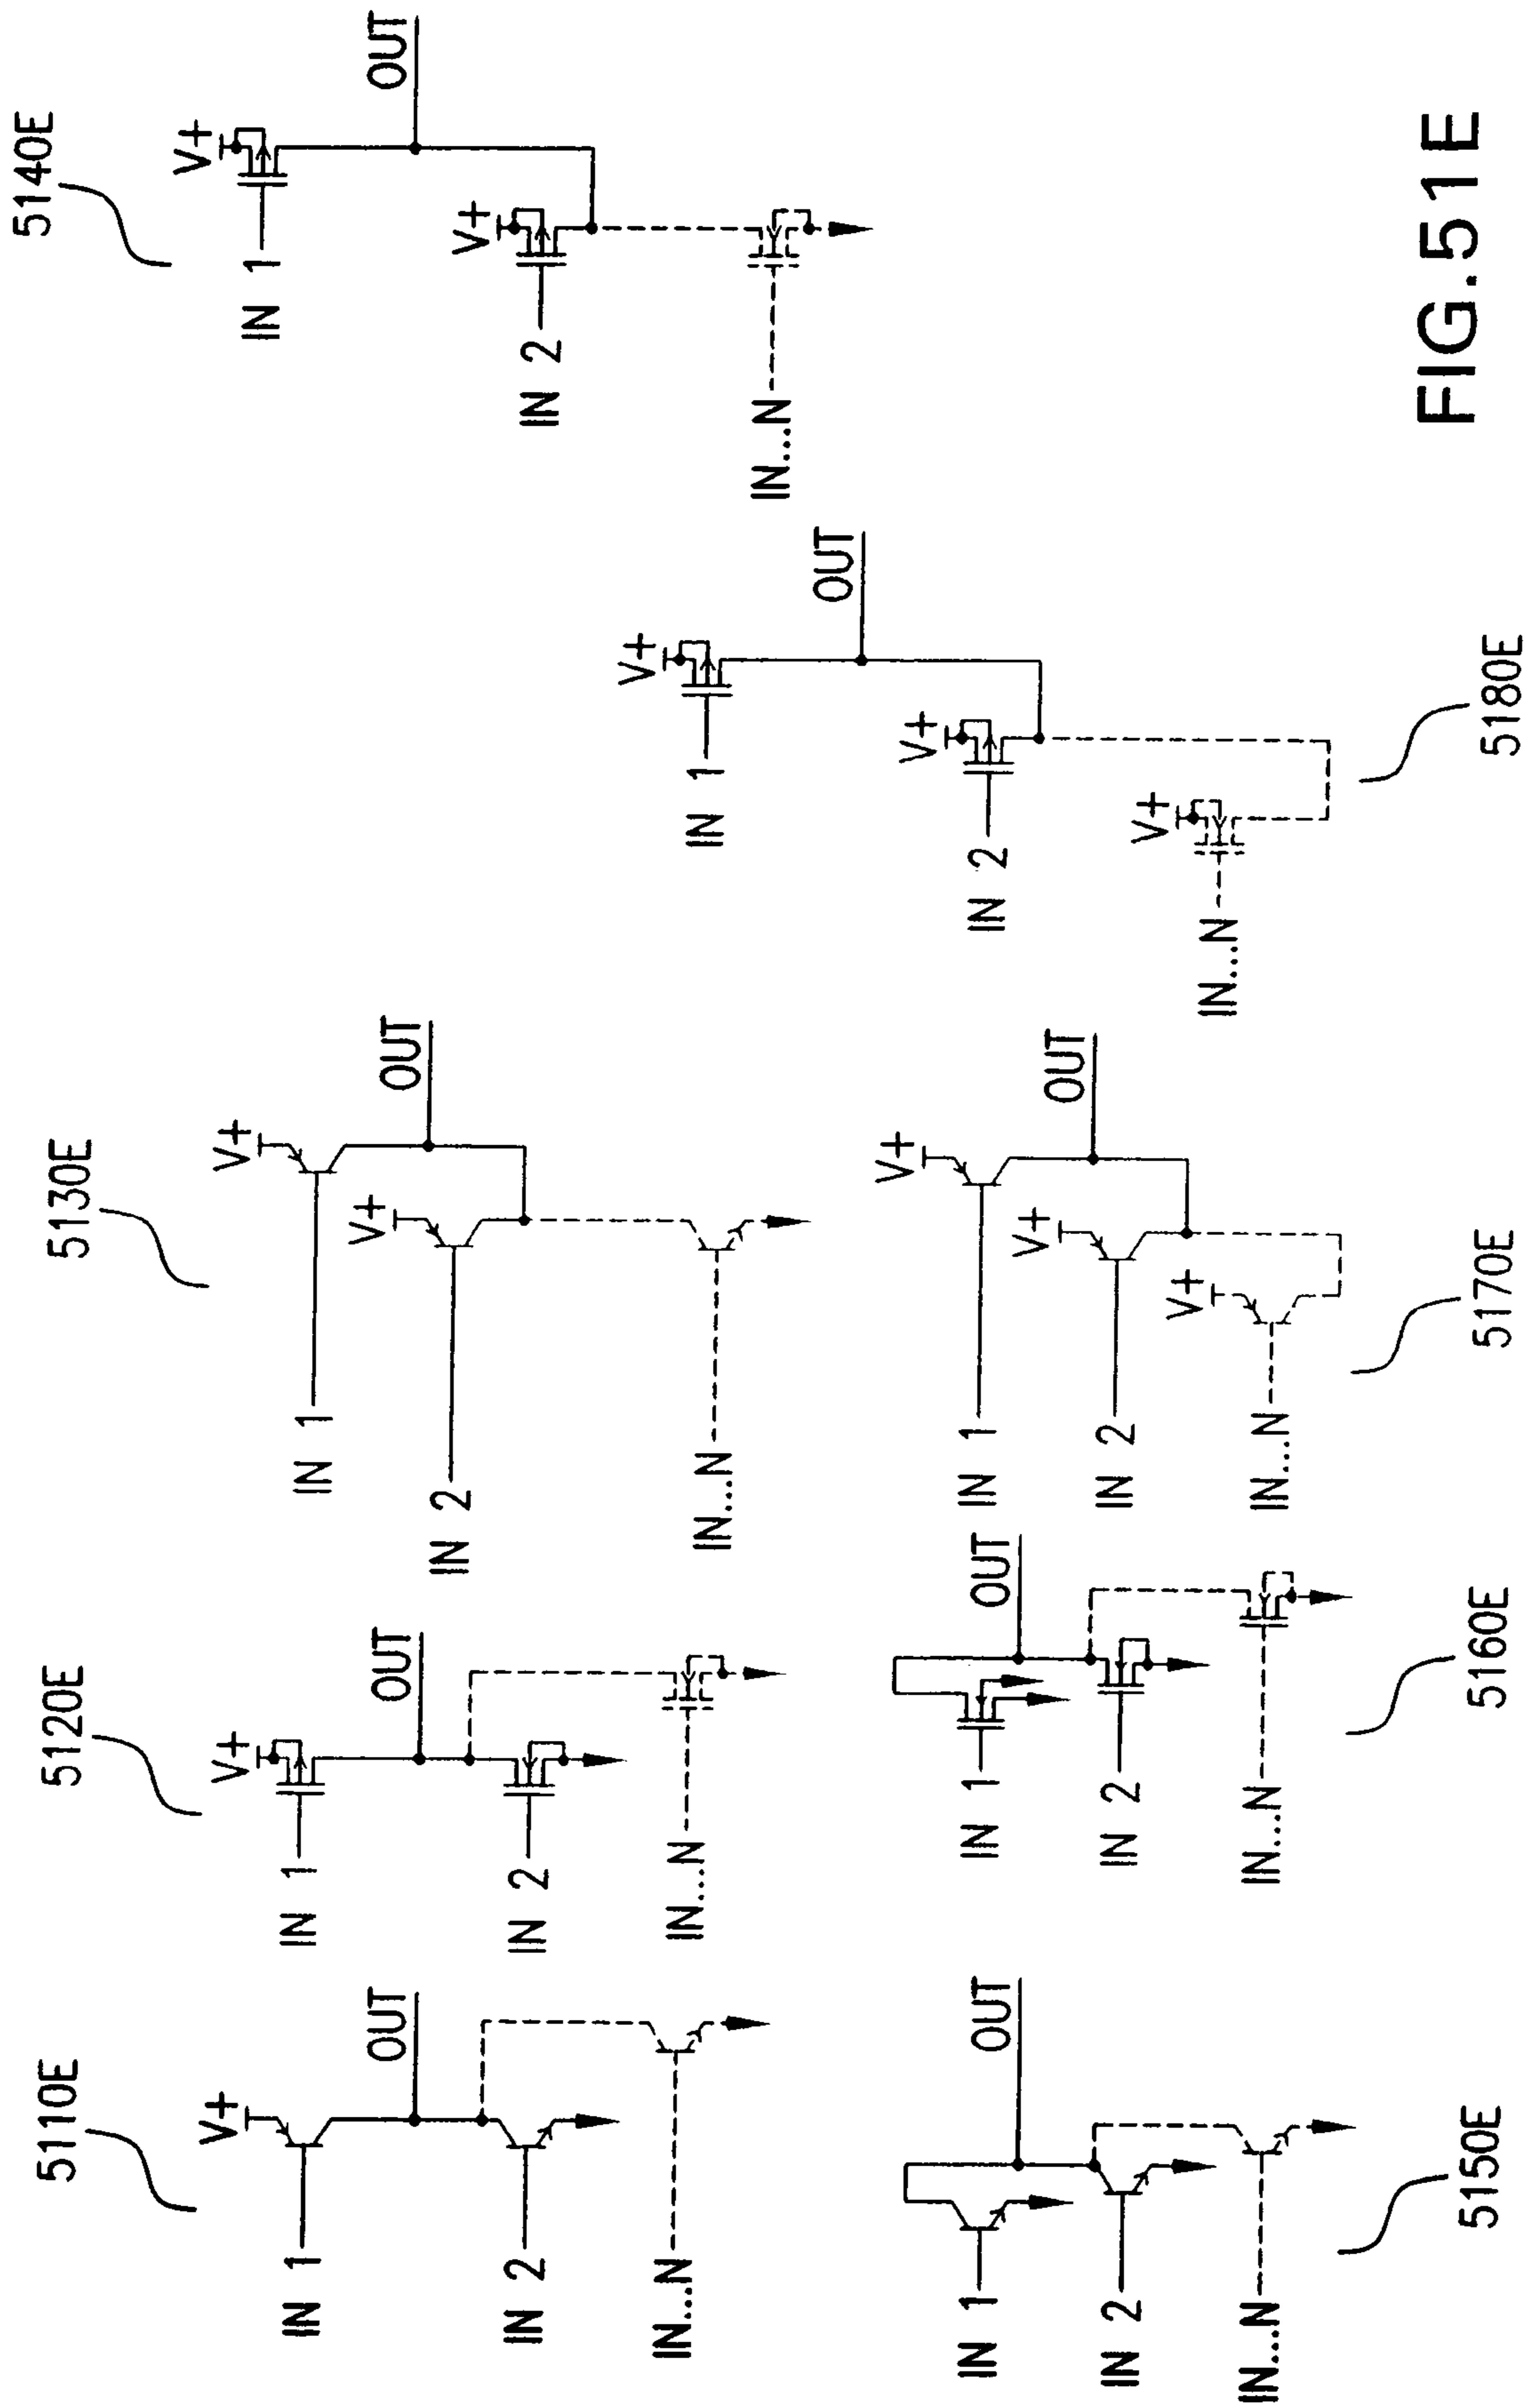 5110E
V+
IN 1
OUT
IN 2
IN...N
5120E
V+
IN 1
OUT
IN 2
IN...N
5130E
V+
IN 1
OUT
V+
IN 2
IN...N
5140E
V+
IN 1
OUT
V+
IN 2
IN...N
5150E
OUT
IN 1
IN 2
IN...N
5160E
OUT
IN 1
IN 2
IN...N
5170E
V+
IN 1
OUT
V+
IN 2
V+
IN...N
5180E
V+
IN 1
OUT
V+
IN 2
V+
IN...N
FIG.51E